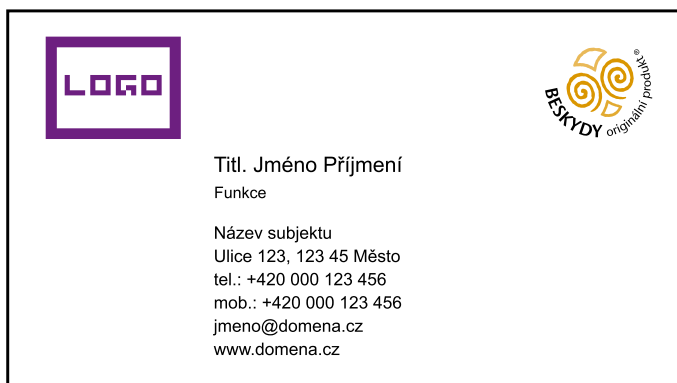 LOGO
BESKYDY originální produkt®
Titl. Jméno Příjmení
Funkce
Název subjektu
Ulice 123, 123 45 Město
tel.: +420 000 123 456
mob.: +420 000 123 456
jmeno@domena.cz
www.domena.cz